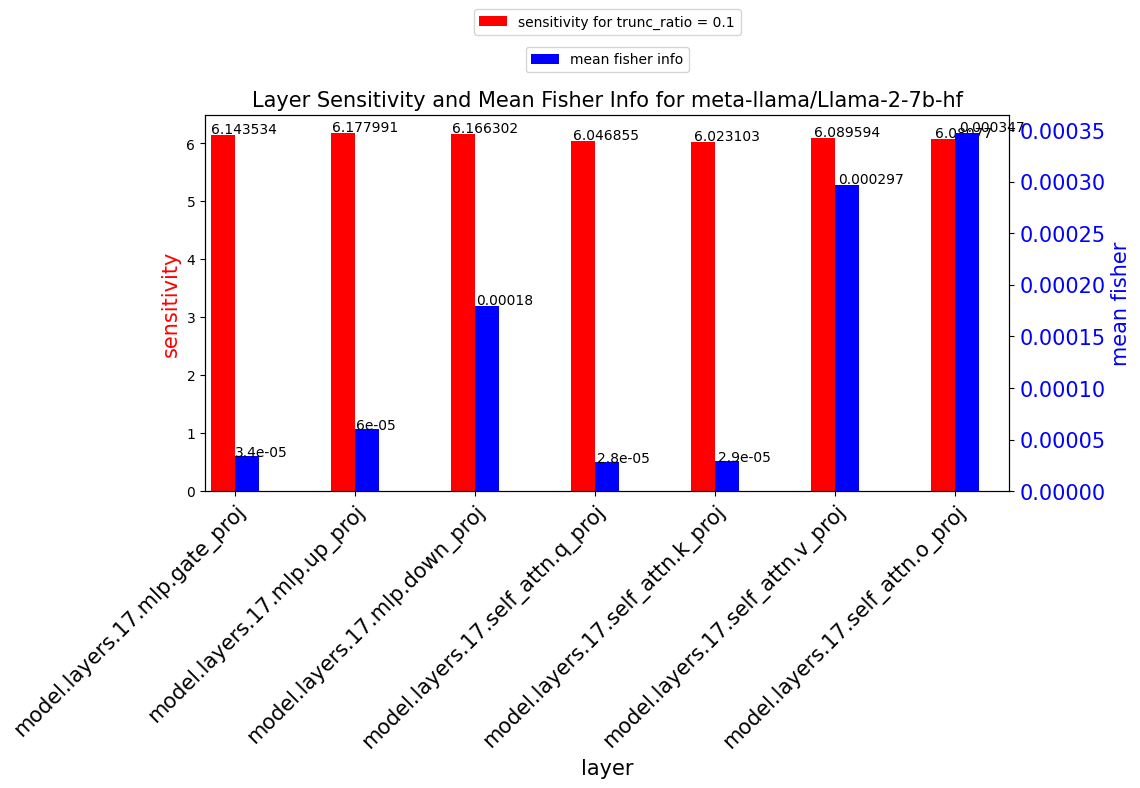 sensitivity for trunc_ratio = 0.1
mean fisher info
Layer Sensitivity and Mean Fisher Info for meta-llama/Llama-2-7b-hf
6.143534
6.177991
6.166302
6.046855
6.023103
6.089594
0.000347
3.4e-05
6e-05
0.00018
2.8e-05
2.9e-05
0.000297
sensitivity
6
5
4
3
2
1
0
0.00035
0.00030
0.00025
0.00020
0.00015
0.00010
0.00005
0.00000
mean fisher
model.layers.17.mlp.gate_proj
model.layers.17.mlp.up_proj
model.layers.17.mlp.down_proj
model.layers.17.self_attn.q_proj
model.layers.17.self_attn.k_proj
model.layers.17.self_attn.v_proj
model.layers.17.self_attn.o_proj
layer